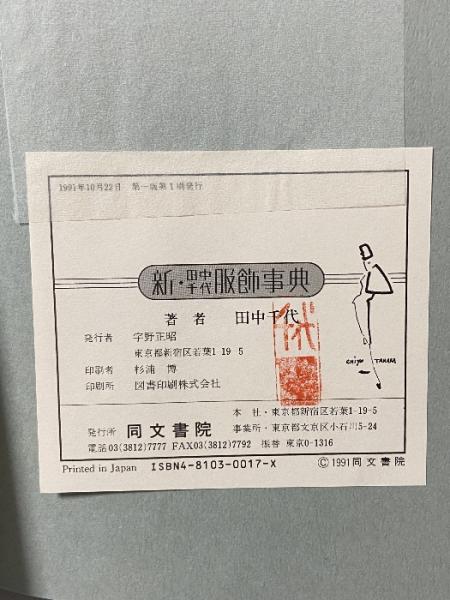 1991年10月22日 第一版第1刷発行
新・田中千代服飾事典
著者 田中千代
発行者 宇野正昭
東京都新宿区若葉1-19-5
印刷者 杉浦 博
印刷所 図書印刷株式会社
CHIYO TANAKA
発行所 同文書院
本社・東京都新宿区若葉1-19-5
事業所・東京都文京区小石川5-24
電話03(3812)7777 FAX03(3812)7792 振替 東京0-1316
Printed in Japan ISBN4-8103-0017-X ©1991同文書院